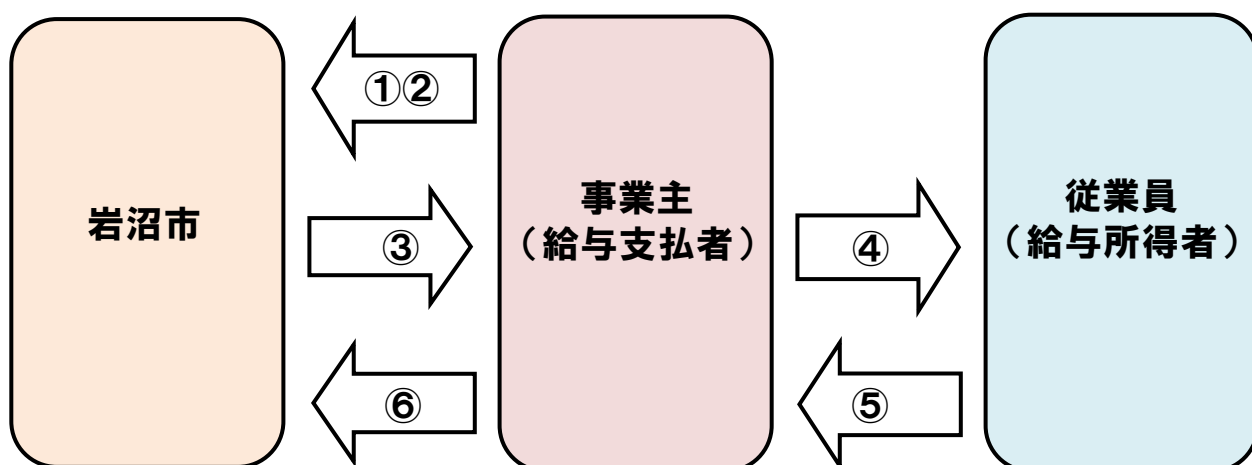 ①②
岩沼市
事業主
（給与支払者）
従業員
（給与所得者）
③
④
⑥
⑤